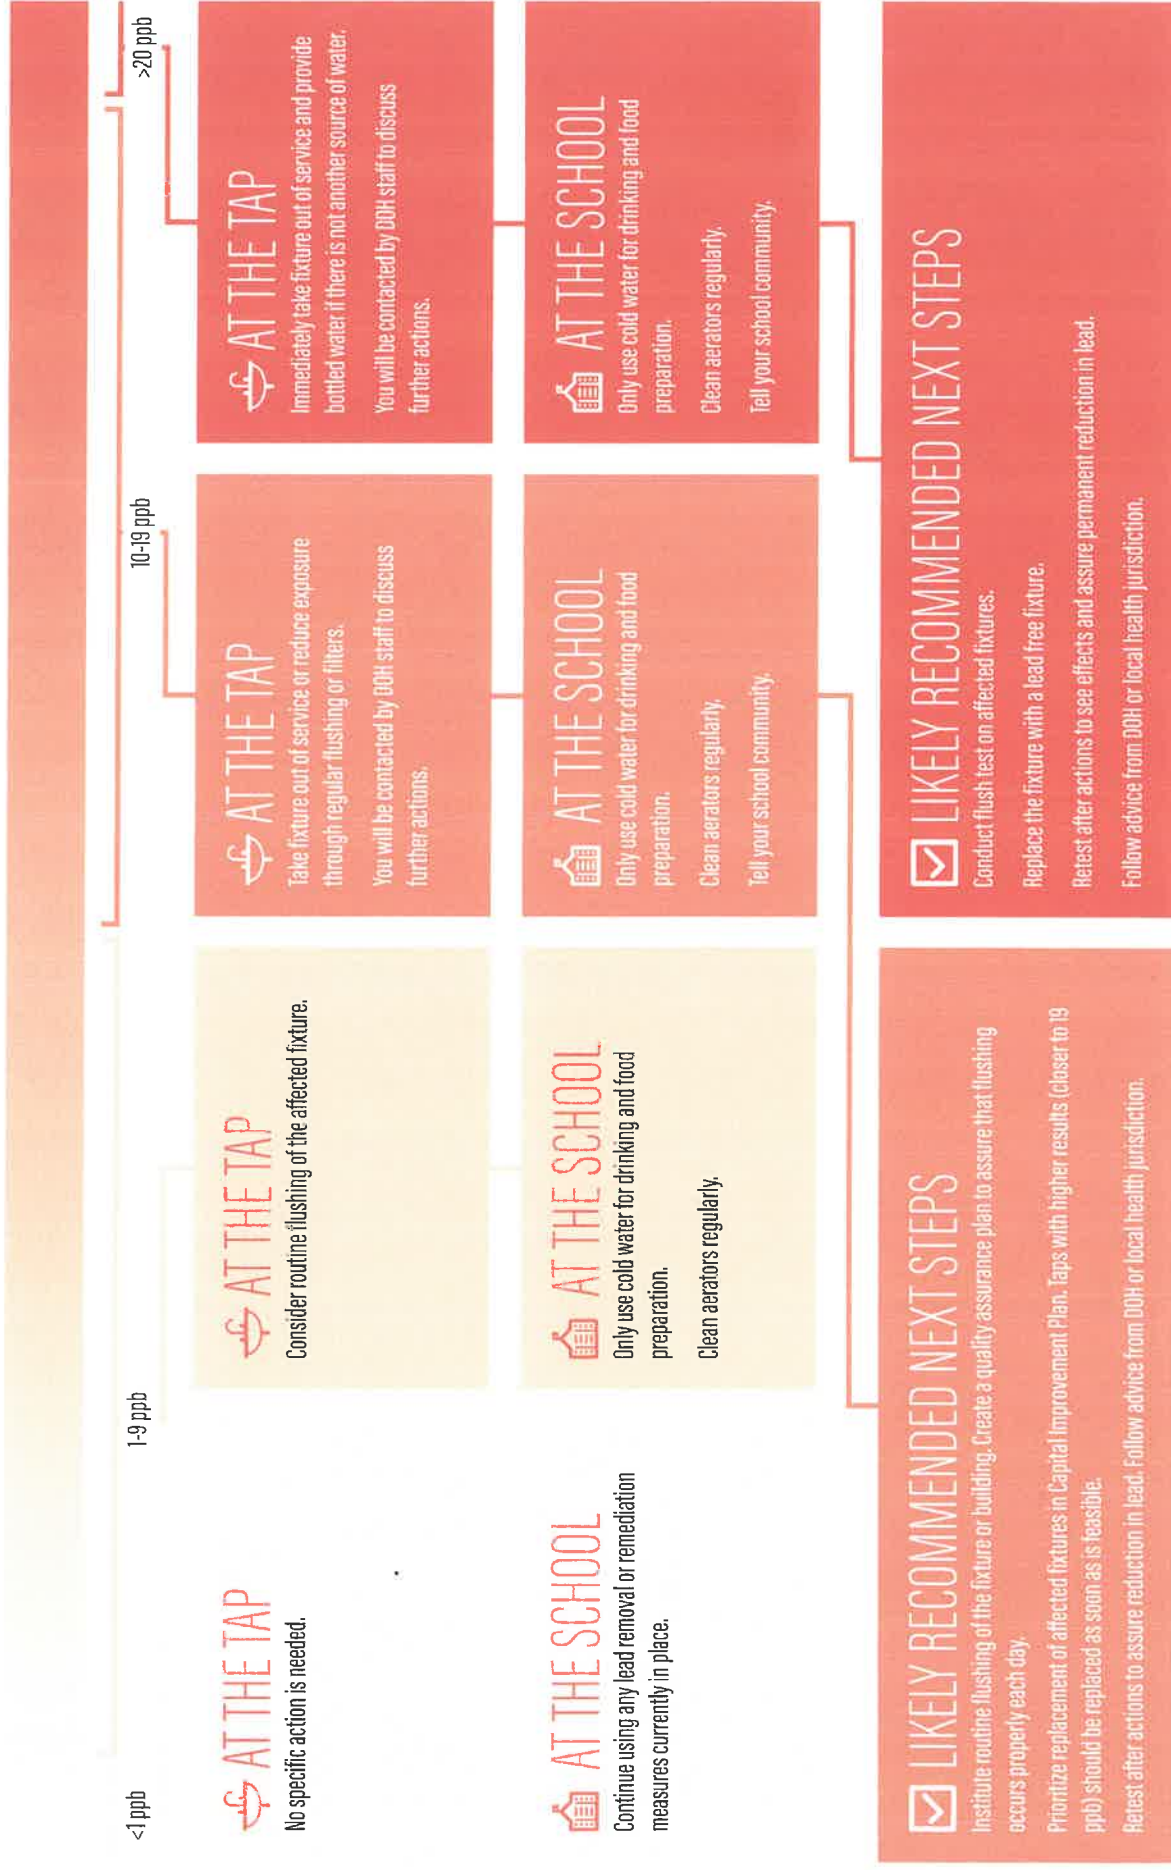 <1 ppb
1-9 ppb
10-19 ppb
>20 ppb
AT THE TAP
No specific action is needed.
AT THE TAP
Consider routine flushing of the affected fixture.
AT THE TAP
Take fixture out of service or reduce exposure
through regular flushing or filters.
You will be contacted by DOH staff to discuss
further actions.
AT THE TAP
Immediately take fixture out of service and provide
bottled water if there is not another source of water.
You will be contacted by DOH staff to discuss
further actions.
AT THE SCHOOL
Continue using any lead removal or remediation
measures currently in place.
AT THE SCHOOL
Only use cold water for drinking and food
preparation.
Clean aerators regularly.
AT THE SCHOOL
Only use cold water for drinking and food
preparation.
Clean aerators regularly.
Tell your school community.
AT THE SCHOOL
Only use cold water for drinking and food
preparation.
Clean aerators regularly.
Tell your school community.
LIKELY RECOMMENDED NEXT STEPS
Institute routine flushing of the fixture or building. Create a quality assurance plan to assure that flushing
occurs properly each day.
Prioritize replacement of affected fixtures in Capital Improvement Plan. Taps with higher results (closer to 19
ppb) should be replaced as soon as is feasible.
Retest after actions to assure reduction in lead. Follow advice from DOH or local health jurisdiction.
LIKELY RECOMMENDED NEXT STEPS
Conduct flush test on affected fixtures.
Replace the fixture with a lead free fixture.
Retest after actions to see effects and assure permanent reduction in lead.
Follow advice from DOH or local health jurisdiction.